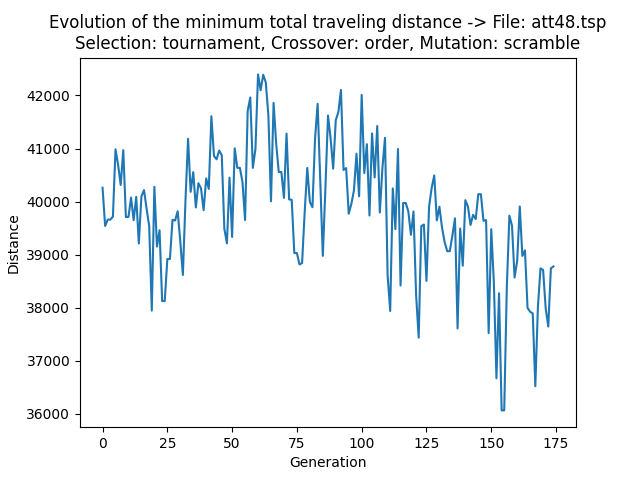 Evolution of the minimum total traveling distance -> File: att48.tsp
Selection: tournament, Crossover: order, Mutation: scramble
42000
41000
40000
39000
38000
37000
36000
Distance
0 25 50 75 100 125 150 175
Generation